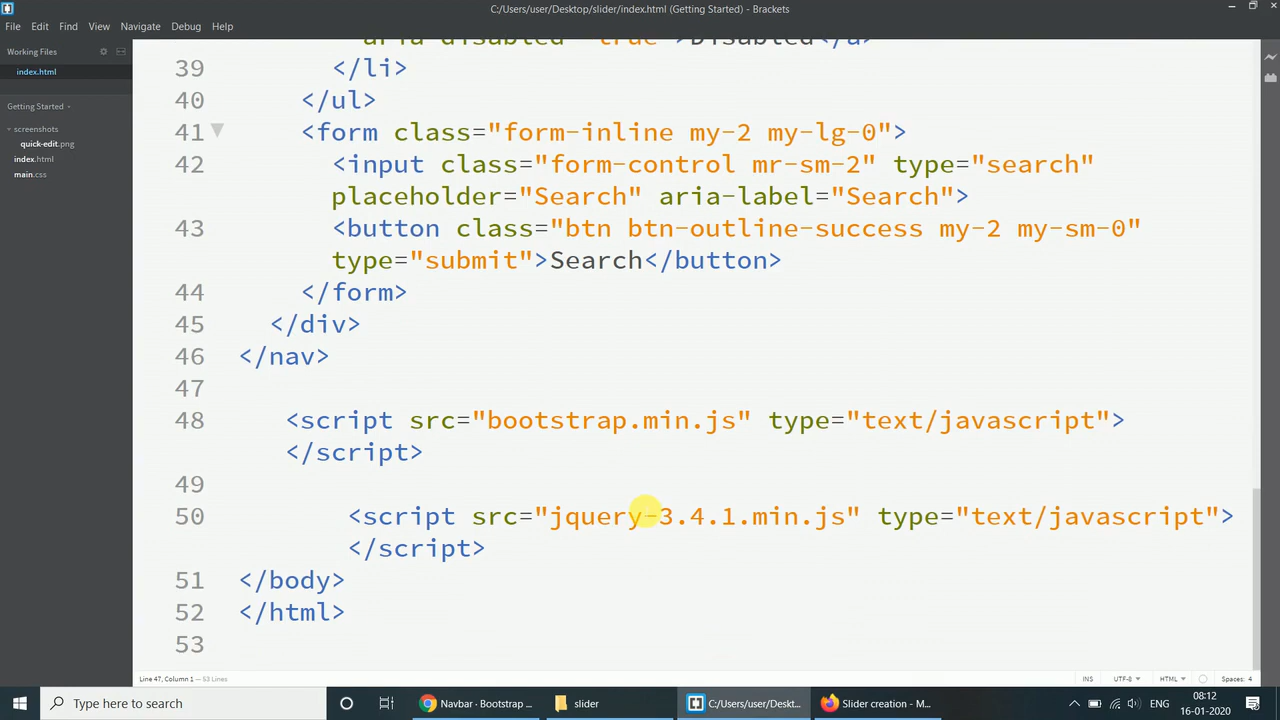 C:/Users/user/Desktop/slider/index.html (Getting Started) - Brackets
File Edit Find View Navigate Debug Help
Working Files
index.html
Getting Started
screenshots
quick-edit.png
index.html
main.css
aria-disabled="true">Disabled</a>
39 </li>
40 </ul>
41 <form class="form-inline my-2 my-lg-0">
42 <input class="form-control mr-sm-2" type="search"
placeholder="Search" aria-label="Search">
43 <button class="btn btn-outline-success my-2 my-sm-0"
type="submit">Search</button>
44 </form>
45 </div>
46 </nav>
47
48 <script src="bootstrap.min.js" type="text/javascript">
</script>
49
50 <script src="jquery-3.4.1.min.js" type="text/javascript">
</script>
51 </body>
52 </html>
53
Line 47, Column 1 — 53 Lines
INS UTF-8 HTML Spaces: 4
Type here to search
Navbar · Bootstrap ...
slider
C:/Users/user/Deskt...
Slider creation - M...
ENG
08:12
16-01-2020